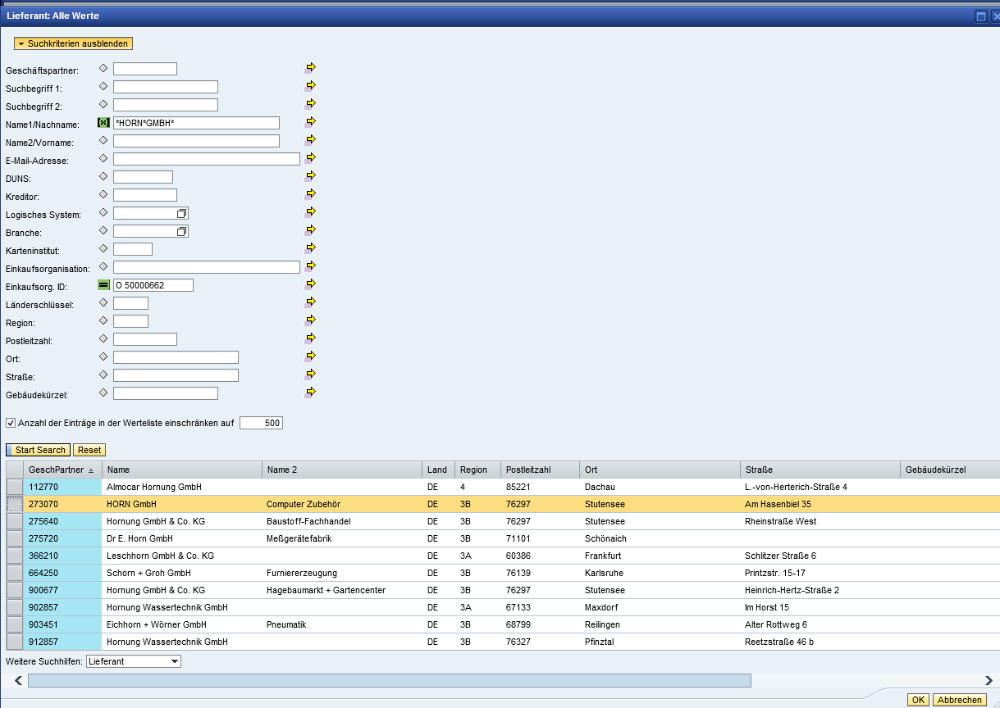 Lieferant: Alle Werte
Suchkriterien ausblenden
Geschäftspartner:
Suchbegriff 1:
Suchbegriff 2:
Name1/Nachname: *HORN*GMBH*
Name2/Vorname:
E-Mail-Adresse:
DUNS:
Kreditor:
Logisches System:
Branche:
Karteninstitut:
Einkaufsorganisation:
Einkaufsorg. ID: O 50000662
Länderschlüssel:
Region:
Postleitzahl:
Ort:
Straße:
Gebäudekürzel:
Anzahl der Einträge in der Werteliste einschränken auf 500
Start Search Reset
GeschPartner Name Name 2 Land Region Postleitzahl Ort Straße Gebäudekürzel
112770 Almocar Hornung GmbH DE 4 85221 Dachau L.-von-Herterich-Straße 4
273070 HORN GmbH Computer Zubehör DE 3B 76297 Stutensee Am Hasenbiel 35
275640 Hornung GmbH & Co. KG Baustoff-Fachhandel DE 3B 76297 Stutensee Rheinstraße West
275720 Dr E. Horn GmbH Meßgerätefabrik DE 3B 71101 Schönaich
366210 Leschhorn GmbH & Co. KG DE 3A 60386 Frankfurt Schlitzer Straße 6
664250 Schorn + Groh GmbH Furniererzeugung DE 3B 76139 Karlsruhe Printzstr. 15-17
900677 Hornung GmbH & Co. KG Hagebaumarkt + Gartencenter DE 3B 76297 Stutensee Heinrich-Hertz-Straße 2
902857 Hornung Wassertechnik GmbH DE 3A 67133 Maxdorf Im Horst 15
903451 Eichhorn + Wörner GmbH Pneumatik DE 3B 68799 Reilingen Alter Rottweg 6
912857 Hornung Wassertechnik GmbH DE 3B 76327 Pfinztal Reetzstraße 46 b
Weitere Suchhilfen: Lieferant
OK Abbrechen